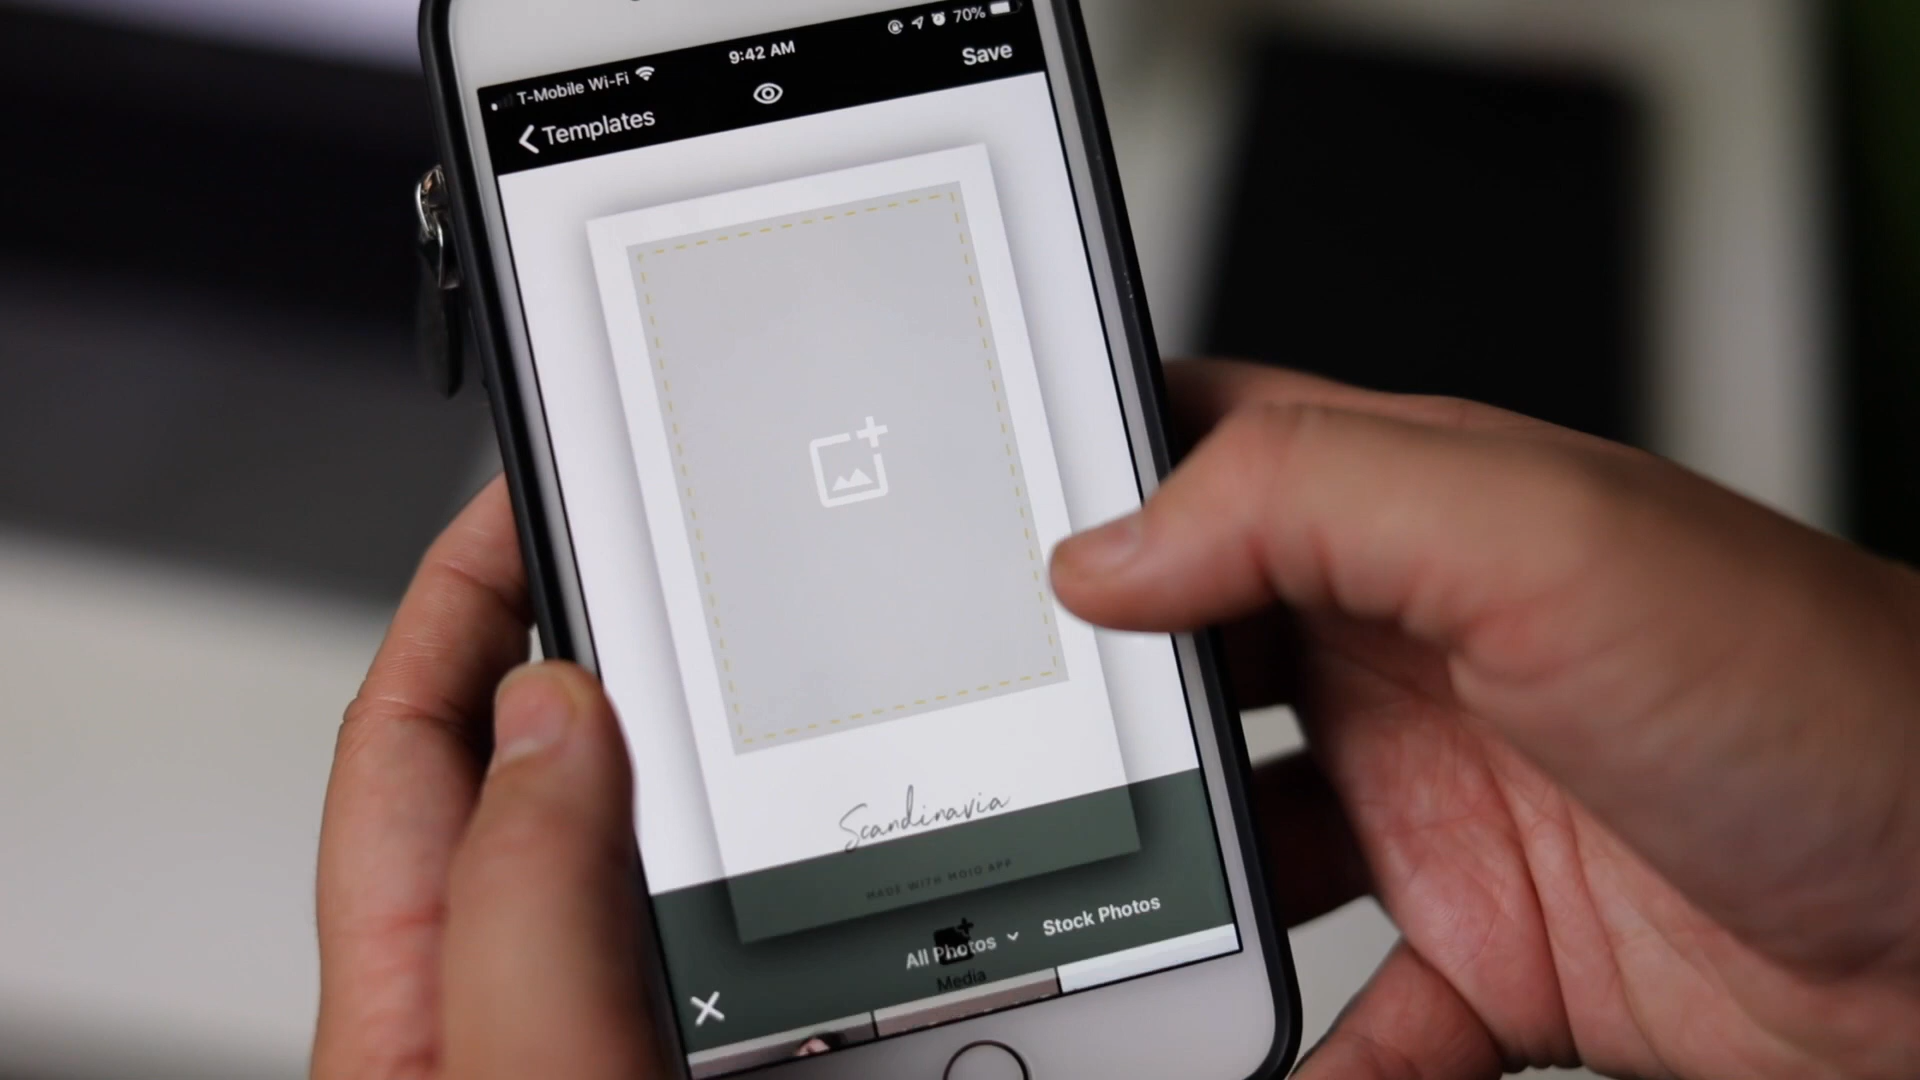 T-Mobile Wi-Fi 9:42 AM 70%
Templates Save
Scandinavia
MADE WITH MOJO APP
All Photos Stock Photos
Media